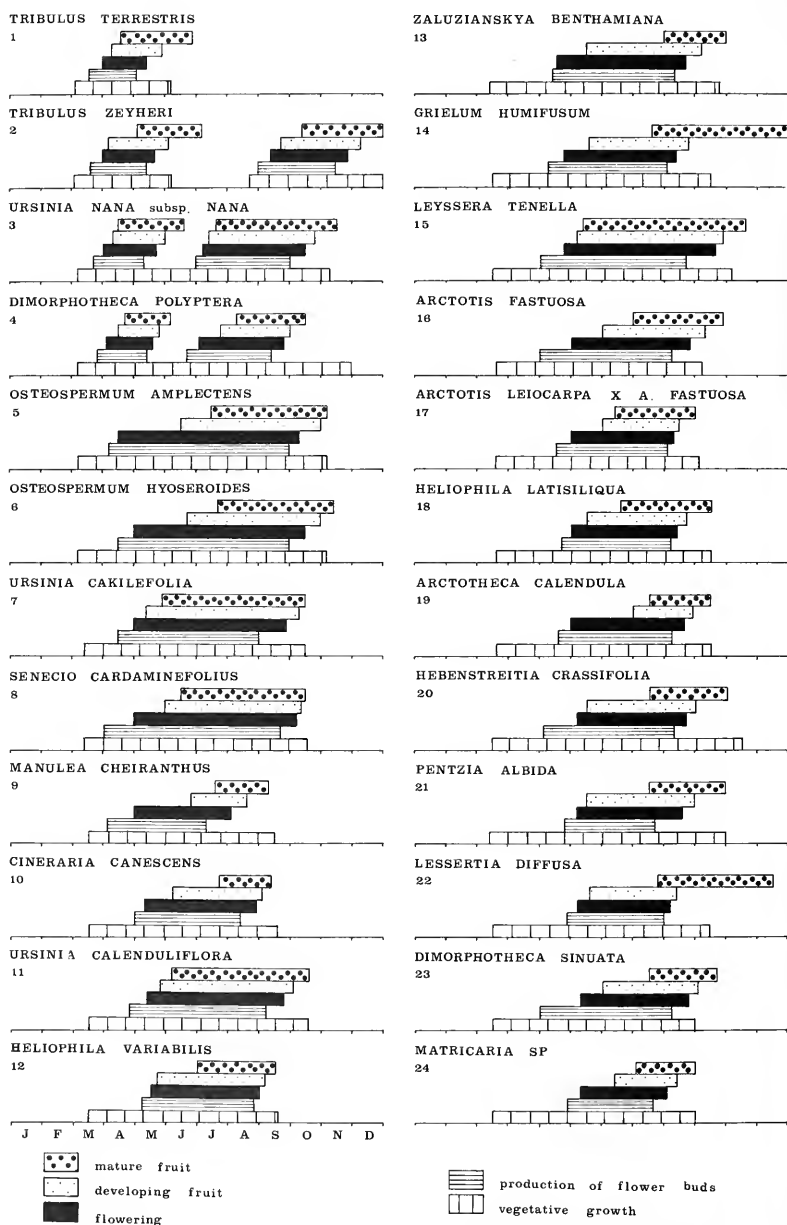 TRIBULUS TERRESTRIS
1
TRIBULUS ZEYHERI
2
URSINIA NANA subsp. NANA
3
DIMORPHOTHECA POLYPTERA
4
OSTEOSPERMUM AMPLECTENS
5
OSTEOSPERMUM HYOSEROIDES
6
URSINIA CAKILEFOLIA
7
SENECIO CARDAMINEFOLIUS
8
MANULEA CHEIRANTHUS
9
CINERARIA CANESCENS
10
URSINIA CALENDULIFLORA
11
HELIOPHILA VARIABILIS
12
J F M A M J J A S O N D
mature fruit
developing fruit
flowering
ZALUZIANSKYA BENTHAMIANA
13
GRIELUM HUMIFUSUM
14
LEYSSERA TENELLA
15
ARCTOTIS FASTUOSA
16
ARCTOTIS LEIOCARPA X A. FASTUOSA
17
HELIOPHILA LATISILIQUA
18
ARCTOTHECA CALENDULA
19
HEBENSTREITIA CRASSIFOLIA
20
PENTZIA ALBIDA
21
LESSERTIA DIFFUSA
22
DIMORPHOTHECA SINUATA
23
MATRICARIA SP
24
production of flower buds
vegetative growth